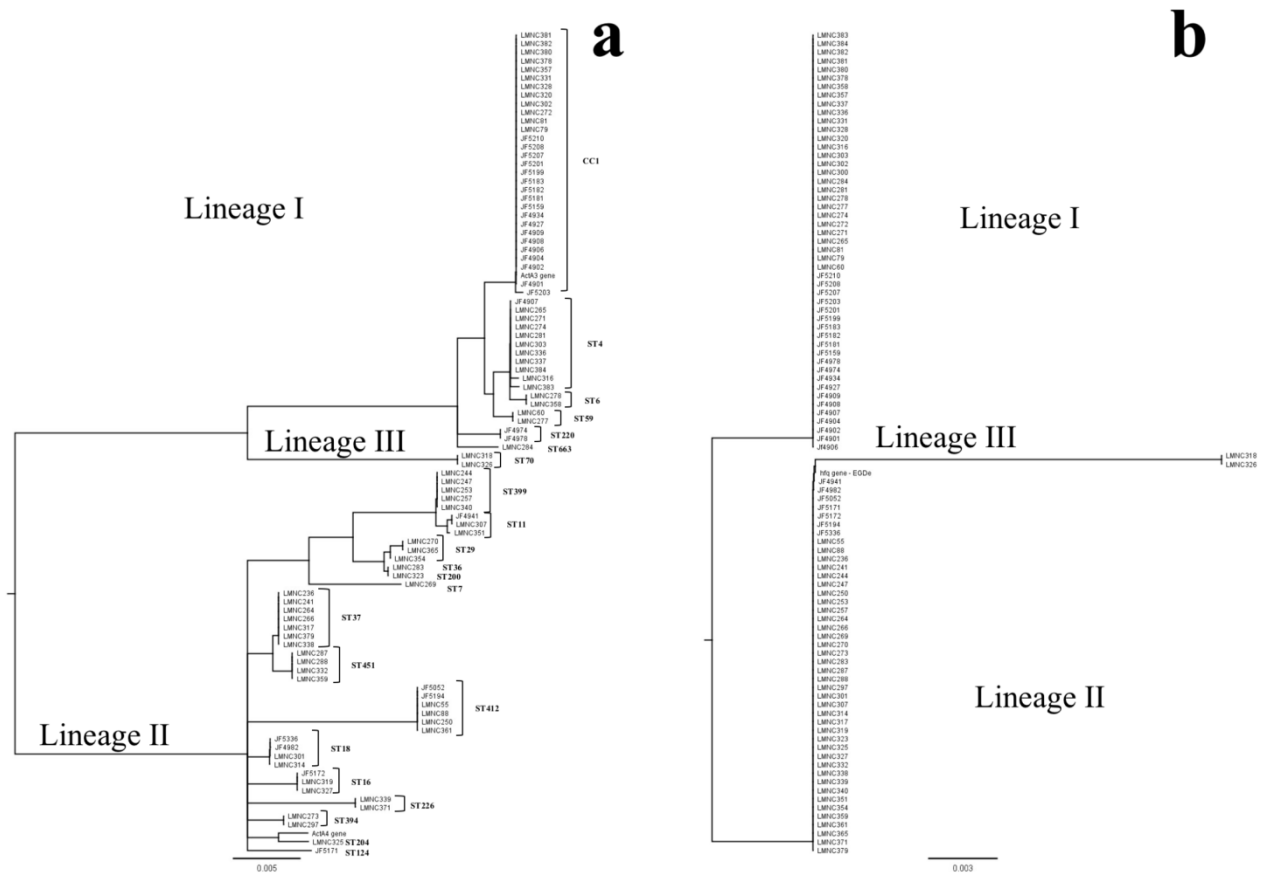 a
LMNC381
LMNC382
LMNC380
LMNC378
LMNC357
LMNC331
LMNC328
LMNC320
LMNC302
LMNC272
LMNC81
LMNC79
JF5210
JF5208
JF5207
JF5201
JF5199
JF5183
JF5182
JF5181
JF5159
JF4934
JF4927
JF4909
JF4908
JF4906
JF4904
JF4902
ActA3 gene
JF4901
JF5203
CC1
Lineage I
JF4907
LMNC265
LMNC271
LMNC274
LMNC281
LMNC303
LMNC336
LMNC337
LMNC384
LMNC316
LMNC383
ST4
LMNC278
LMNC358
ST6
LMNC60
LMNC277
ST59
JF4974
JF4978
ST220
LMNC284
ST663
Lineage III
LMNC318
LMNC326
ST70
LMNC244
LMNC247
LMNC253
LMNC257
LMNC340
ST399
JF4941
LMNC307
LMNC351
ST11
LMNC270
LMNC365
ST29
LMNC354
ST36
LMNC283
LMNC323
ST200
LMNC269
ST7
LMNC236
LMNC241
LMNC264
LMNC266
LMNC317
LMNC379
LMNC338
ST37
LMNC287
LMNC288
LMNC332
LMNC359
ST451
JF5052
JF5194
LMNC55
LMNC88
LMNC250
LMNC361
ST412
Lineage II
JF5336
JF4982
LMNC301
LMNC314
ST18
JF5172
LMNC319
LMNC327
ST16
LMNC339
LMNC371
ST226
LMNC273
LMNC297
ST394
ActA4 gene
LMNC325 ST204
JF5171 ST124
0.005
b
LMNC383
LMNC384
LMNC382
LMNC381
LMNC380
LMNC378
LMNC358
LMNC357
LMNC337
LMNC336
LMNC331
LMNC328
LMNC320
LMNC316
LMNC303
LMNC302
LMNC300
LMNC284
LMNC281
LMNC278
LMNC277
LMNC274
LMNC272
LMNC271
LMNC265
LMNC81
LMNC79
LMNC60
JF5210
JF5208
JF5207
JF5203
JF5201
JF5199
JF5183
JF5182
JF5181
JF5159
JF4978
JF4974
JF4934
JF4927
JF4909
JF4908
JF4907
JF4904
JF4902
JF4901
JF4906
Lineage I
Lineage III
LMNC318
LMNC326
hfq gene - EGDe
JF4941
JF4982
JF5052
JF5171
JF5172
JF5194
JF5336
LMNC55
LMNC88
LMNC236
LMNC241
LMNC244
LMNC247
LMNC250
LMNC253
LMNC257
LMNC264
LMNC266
LMNC269
LMNC270
LMNC273
LMNC283
LMNC287
LMNC288
LMNC297
LMNC301
LMNC307
LMNC314
LMNC317
LMNC319
LMNC323
LMNC325
LMNC327
LMNC332
LMNC338
LMNC339
LMNC340
LMNC351
LMNC354
LMNC359
LMNC361
LMNC365
LMNC371
LMNC379
Lineage II
0.003